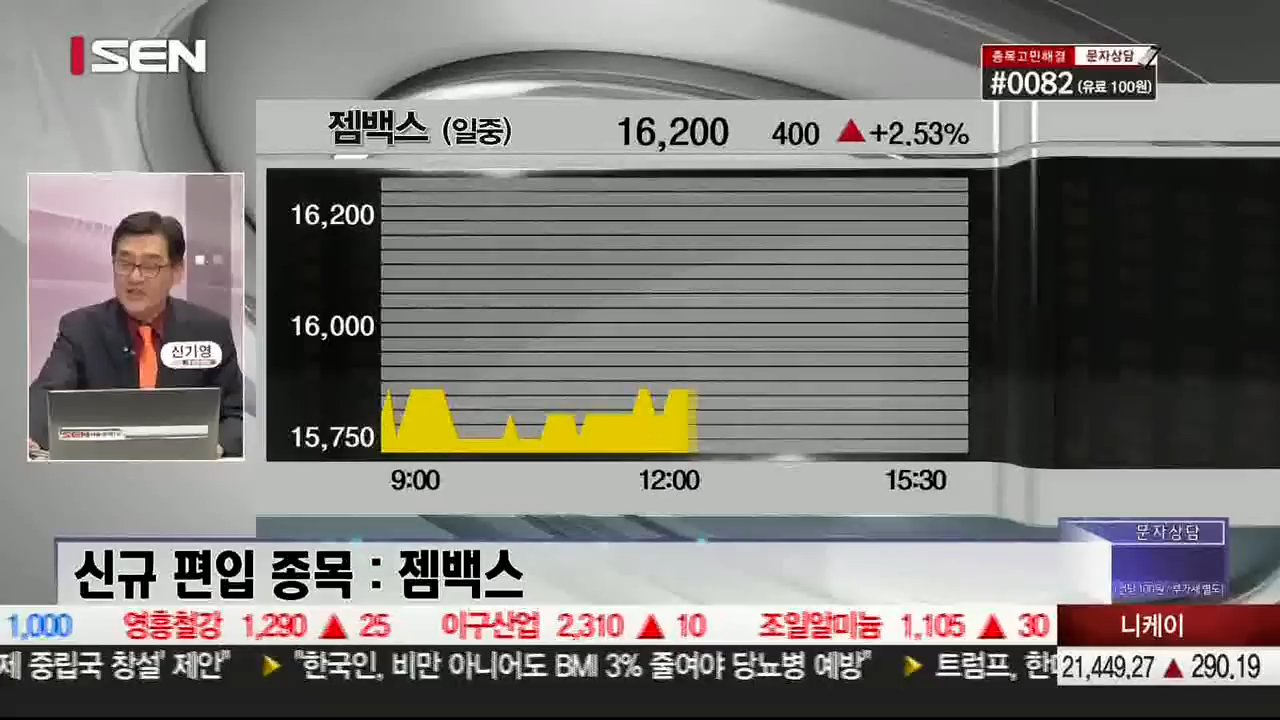 SEN
종목고민해결 문자상담
#0082 (유료 100원)
젬백스 (일중) 16,200 400 ▲+2.53%
16,200
16,000
15,750
9:00 12:00 15:30
신기영
SEN
문자상담
신규 편입 종목 : 젬백스
1,000 영흥철강 1,290 ▲ 25 이구산업 2,310 ▲ 10 조일알미늄 1,105 ▲ 30
니케이
제 중립국 창설' 제안" ▶ "한국인, 비만 아니어도 BMI 3% 줄여야 당뇨병 예방" ▶ 트럼프, 한
21,449.27 ▲ 290.19